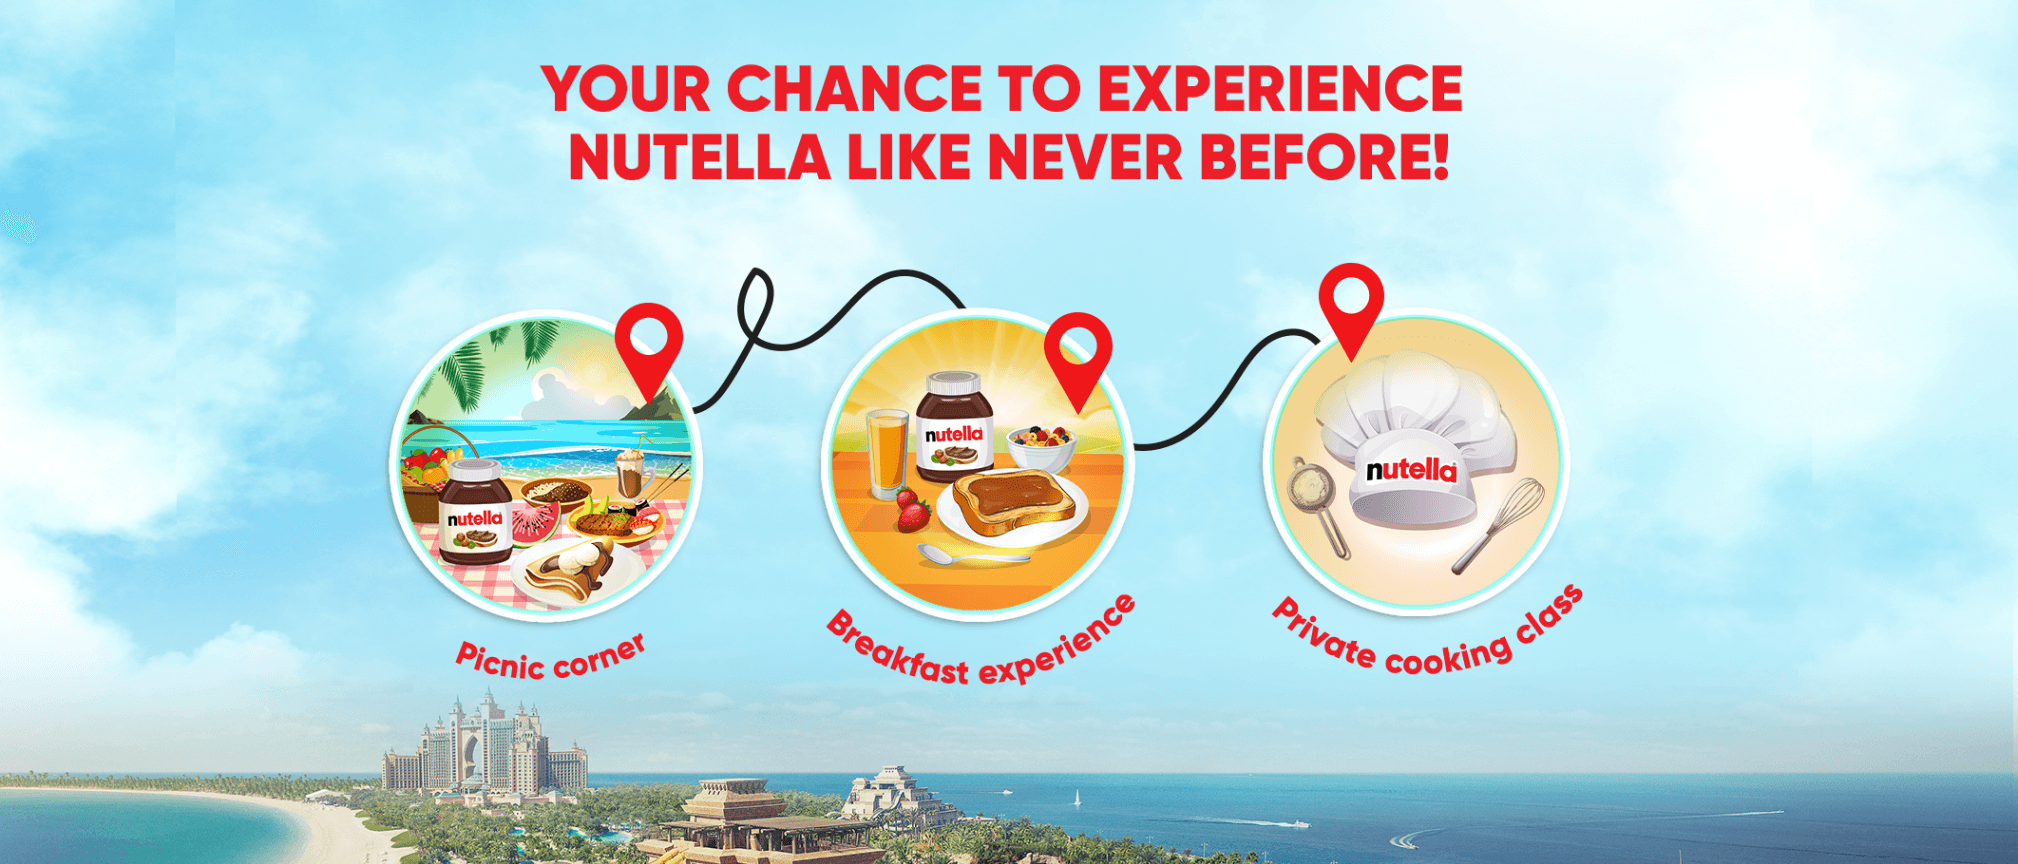 YOUR CHANCE TO EXPERIENCE
NUTELLA LIKE NEVER BEFORE!
nutella
nutella
nutella
Picnic corner
Breakfast experience
Private cooking class